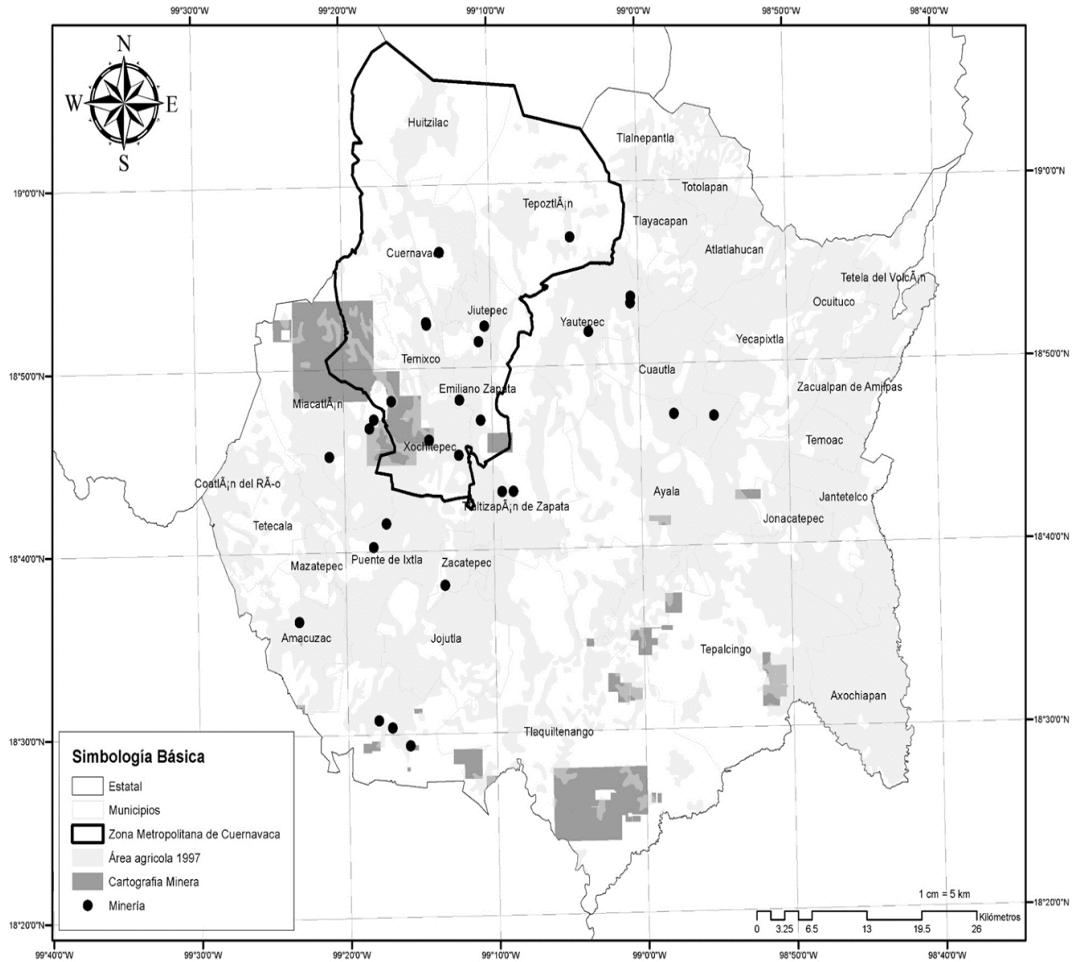 99°30'0"W 99°20'0"W 99°10'0"W 99°0'0"W 98°50'0"W 98°40'0"W
N
W E
S
Huitzilac
Tlalnepantla
19°0'0"N
19°0'0"N
Totolapan
TepoztlÃ¡n
Tlayacapan
Atlatlahucan
Cuernavaca
Tetela del VolcÃ¡n
Ocuituco
Jiutepec
Yautepec
Yecapixtla
18°50'0"N
Temixco
Cuautla
18°50'0"N
Emiliano Zapata
Zacualpan de Amilpas
MiacatlÃ¡n
Xochitepec
Temoac
CoatlÃ¡n del RÃ-o
Ayala
Jantetelco
TlaltizapÃ¡n de Zapata
Jonacatepec
Tetecala
18°40'0"N
18°40'0"N
Puente de Ixtla
Zacatepec
Mazatepec
Amacuzac
Jojutla
Tepalcingo
Axochiapan
18°30'0"N
Tlaquiltenango
18°30'0"N
Simbología Básica
Estatal
Municipios
Zona Metropolitana de Cuernavaca
Área agricola 1997
Cartografia Minera
Minería
1 cm = 5 km
Kilómetros
0 3.25 6.5 13 19.5 26
18°20'0"N
18°20'0"N
99°40'0"W 99°30'0"W 99°20'0"W 99°10'0"W 99°0'0"W 98°50'0"W 98°40'0"W